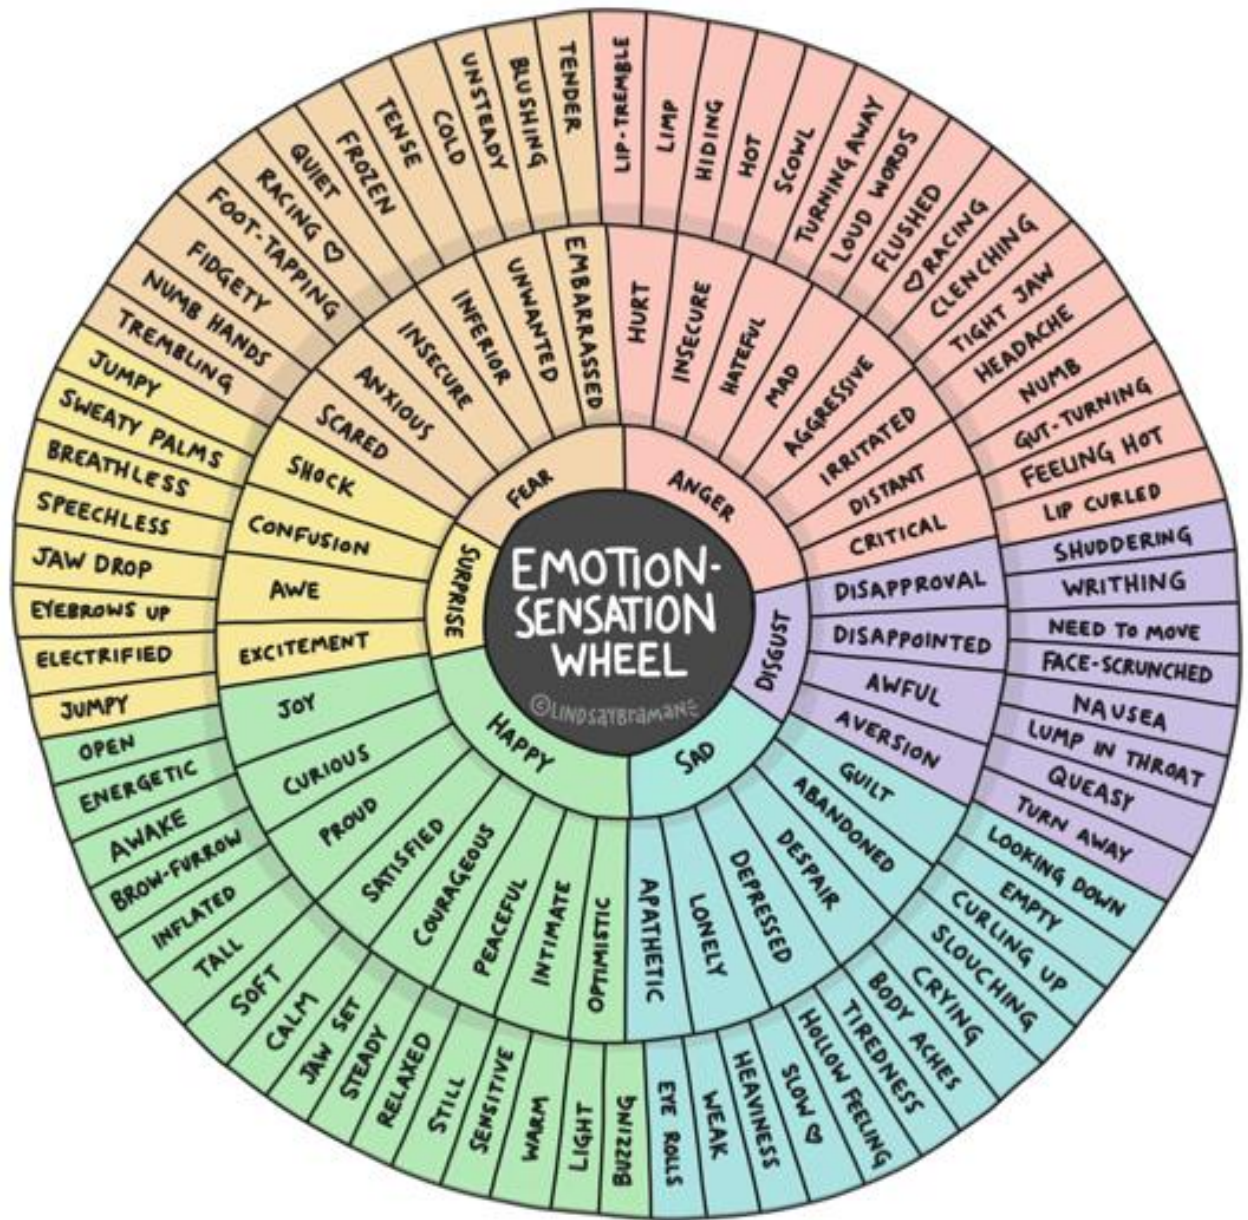 EMOTION-
SENSATION
WHEEL
©LINDSAYBRAMAN
FEAR
ANGER
DISGUST
SAD
HAPPY
SURPRISE
SCARED
ANXIOUS
INSECURE
INFERIOR
UNWANTED
EMBARRASSED
HURT
INSECURE
HATEFUL
MAD
AGGRESSIVE
IRRITATED
DISTANT
CRITICAL
DISAPPROVAL
DISAPPOINTED
AWFUL
AVERSION
GUILT
ABANDONED
DESPAIR
DEPRESSED
LONELY
APATHETIC
OPTIMISTIC
INTIMATE
PEACEFUL
COURAGEOUS
SATISFIED
PROUD
CURIOUS
JOY
EXCITEMENT
AWE
CONFUSION
SHOCK
TREMBLING
NUMB HANDS
FIDGETY
FOOT-TAPPING
RACING ♡
QUIET
FROZEN
TENSE
COLD
UNSTEADY
BLUSHING
TENDER
LIP-TREMBLE
LIMP
HIDING
HOT
SCOWL
TURNING AWAY
LOUD WORDS
FLUSHED
♡ RACING
CLENCHING
TIGHT JAW
HEADACHE
NUMB
GUT-TURNING
FEELING HOT
LIP CURLED
SHUDDERING
WRITHING
NEED TO MOVE
FACE-SCRUNCHED
NAUSEA
LUMP IN THROAT
QUEASY
TURN AWAY
LOOKING DOWN
EMPTY
CURLING UP
SLOUCHING
CRYING
BODY ACHES
TIREDNESS
HOLLOW FEELING
SLOW ♡
HEAVINESS
WEAK
EYE ROLLS
BUZZING
LIGHT
WARM
SENSITIVE
STILL
RELAXED
STEADY
JAW SET
CALM
SOFT
TALL
INFLATED
BROW-FURROW
AWAKE
ENERGETIC
OPEN
JUMPY
ELECTRIFIED
EYEBROWS UP
JAW DROP
SPEECHLESS
BREATHLESS
SWEATY PALMS
JUMPY